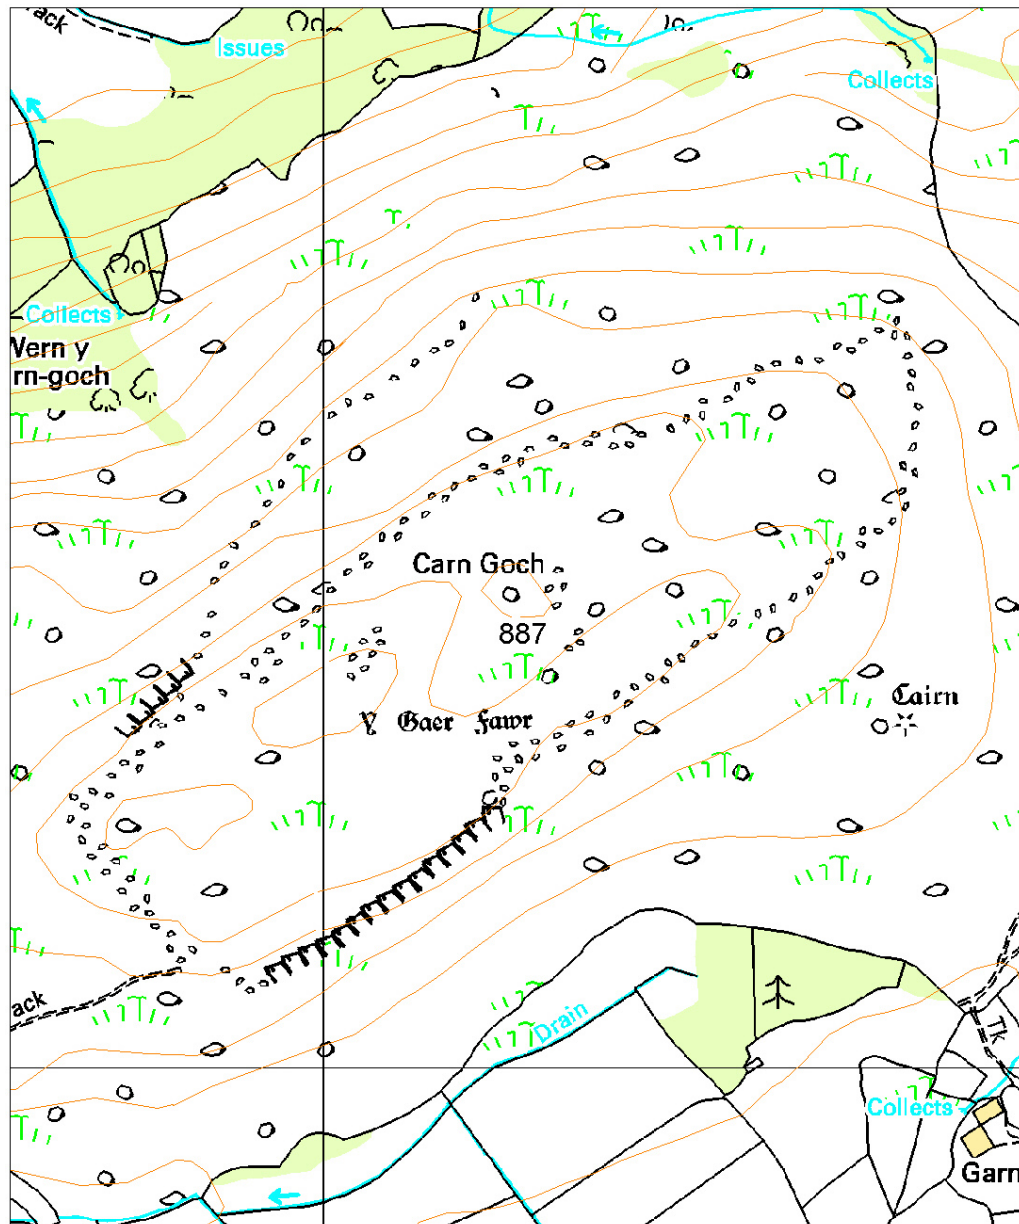 ack
Issues
Collects
Collects
Wern y
rn-goch
Carn Goch
887
Y Gaer Fawr
Cairn
ack
Drain
Tk
Collects
Garn